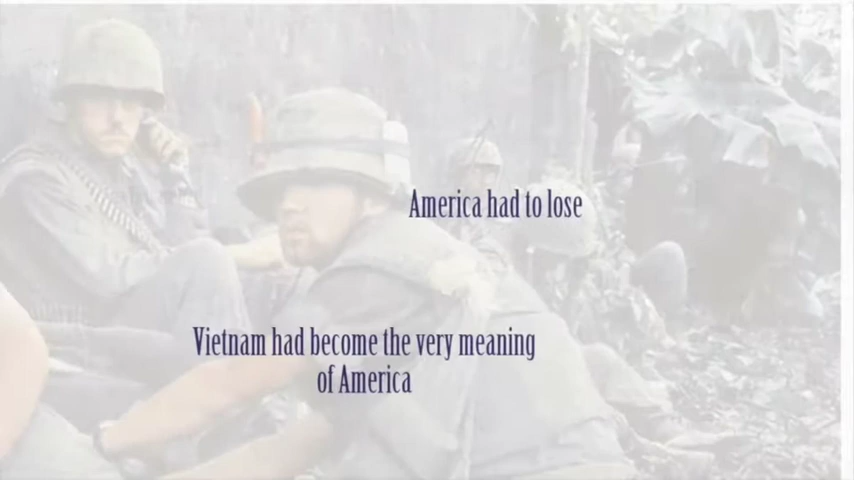 America had to lose
Vietnam had become the very meaning
of America